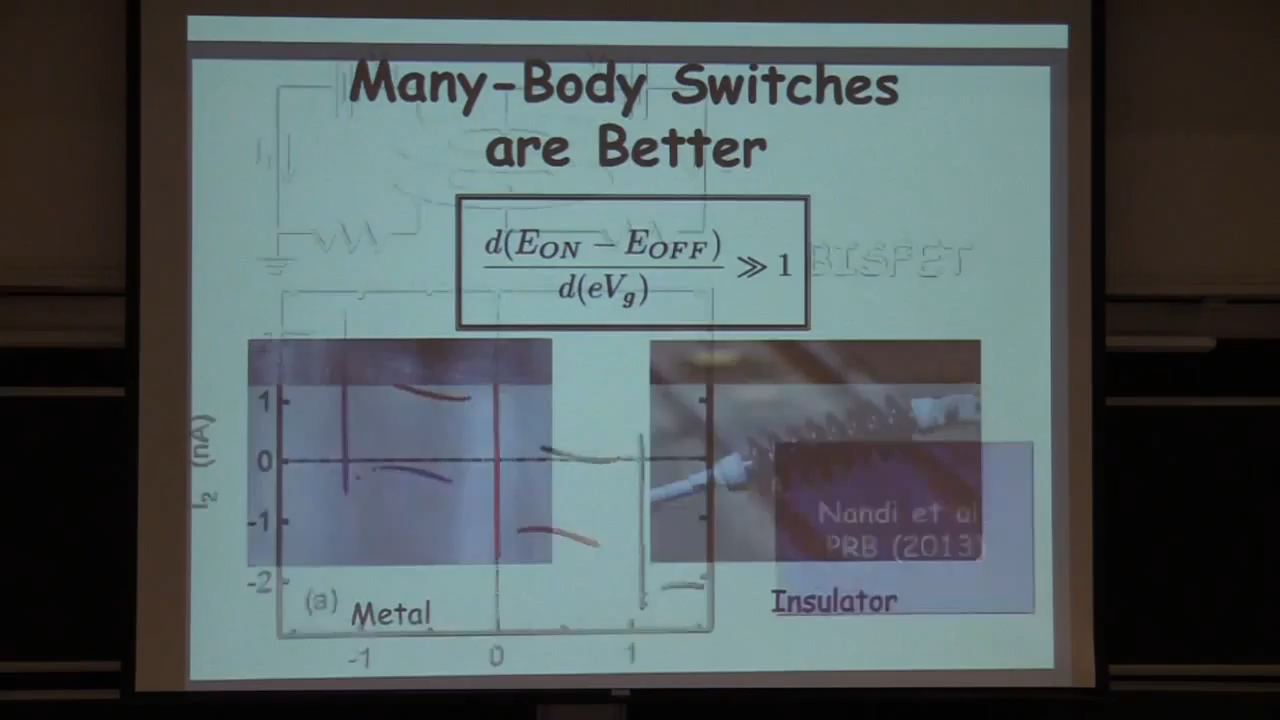 Many-Body Switches
are Better
d(E_ON − E_OFF)
d(eV_g)
≫ 1
BISFET
1
0
-1
-2
I₂ (nA)
Nandi et al
PRB (2013)
(a)
Metal
Insulator
-1
0
1